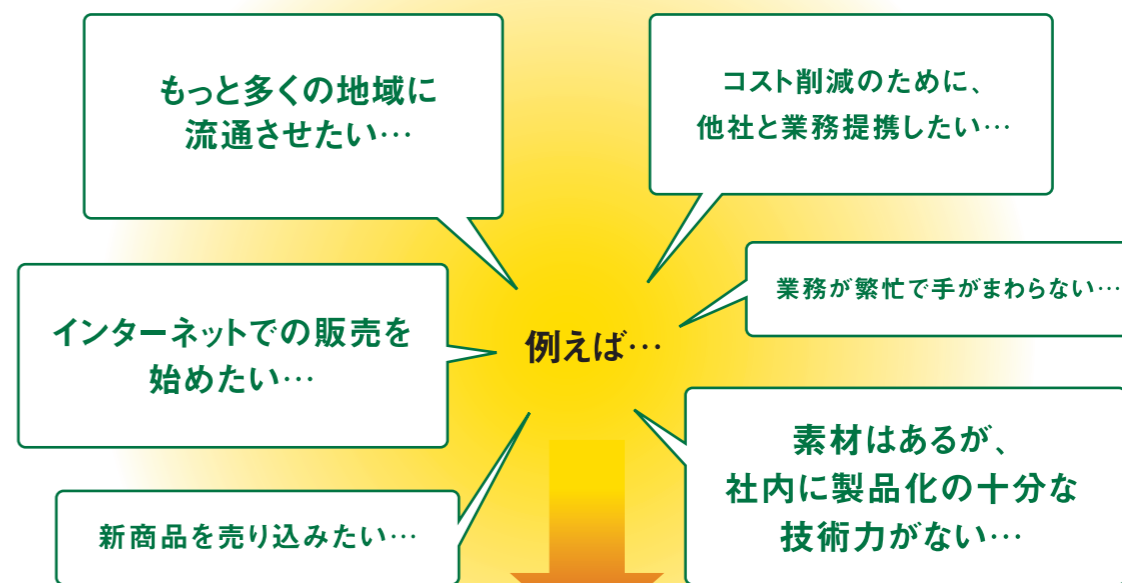 もっと多くの地域に
流通させたい…
コスト削減のために、
他社と業務提携したい…
業務が繁忙で手がまわらない…
インターネットでの販売を
始めたい…
例えば…
素材はあるが、
社内に製品化の十分な
技術力がない…
新商品を売り込みたい…